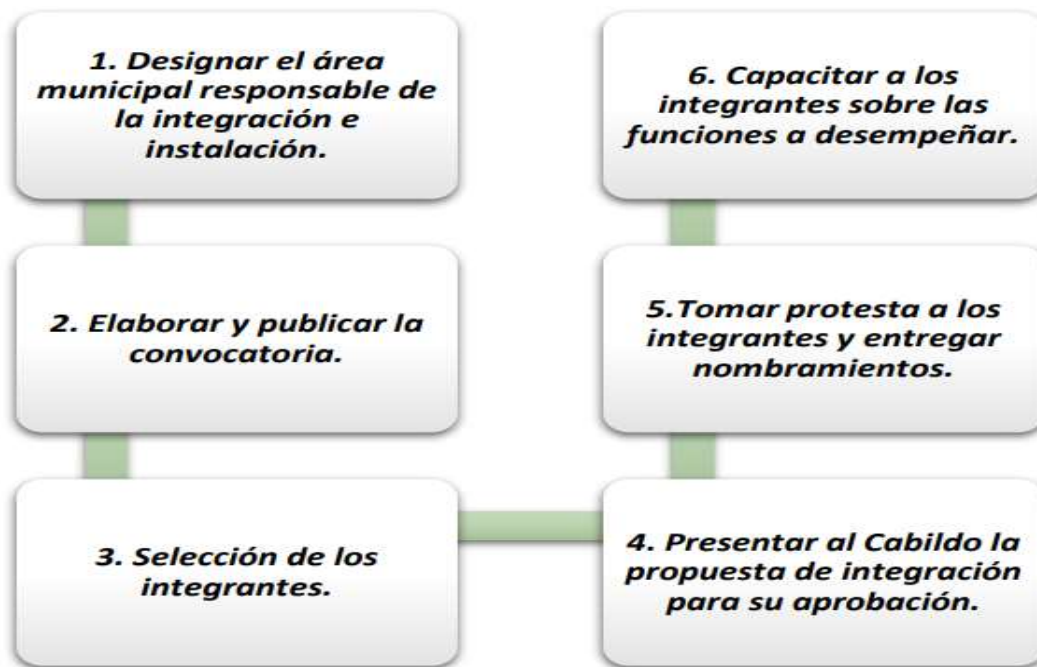 1. Designar el área
municipal responsable de
la integración e
instalación.
2. Elaborar y publicar la
convocatoria.
3. Selección de los
integrantes.
4. Presentar al Cabildo la
propuesta de integración
para su aprobación.
5.Tomar protesta a los
integrantes y entregar
nombramientos.
6. Capacitar a los
integrantes sobre las
funciones a desempeñar.